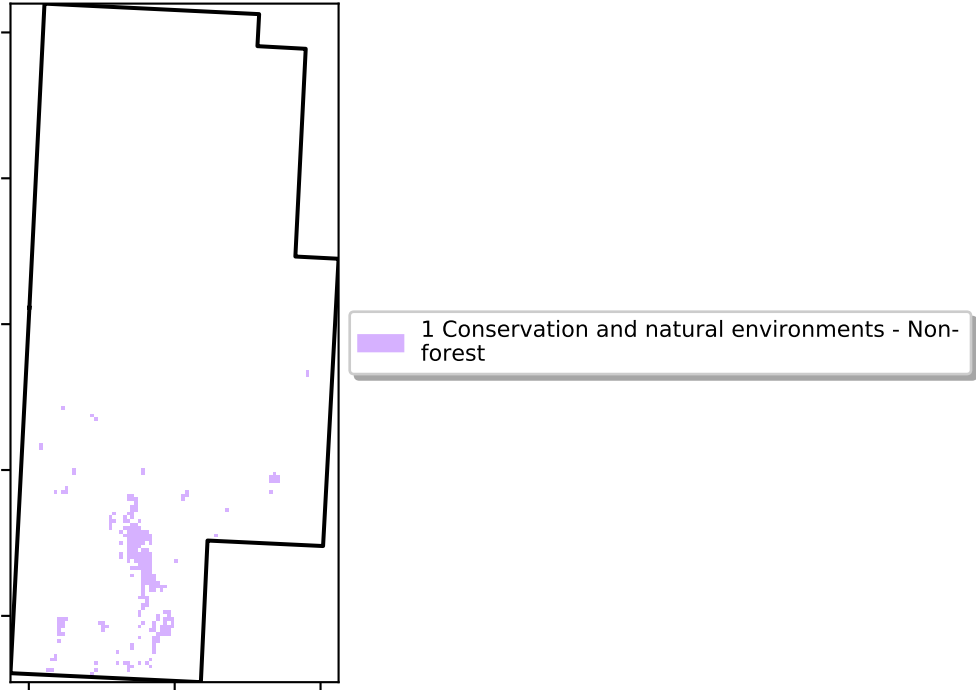 1 Conservation and natural environments - Non-
forest